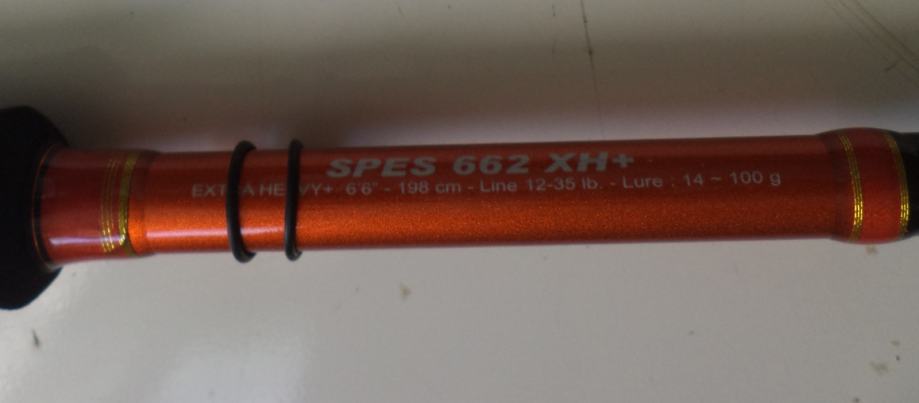 SPES 662 XH+
EXTRA HEAVY+ 6'6" - 198 cm - Line 12-35 lb. - Lure : 14 ~ 100 g